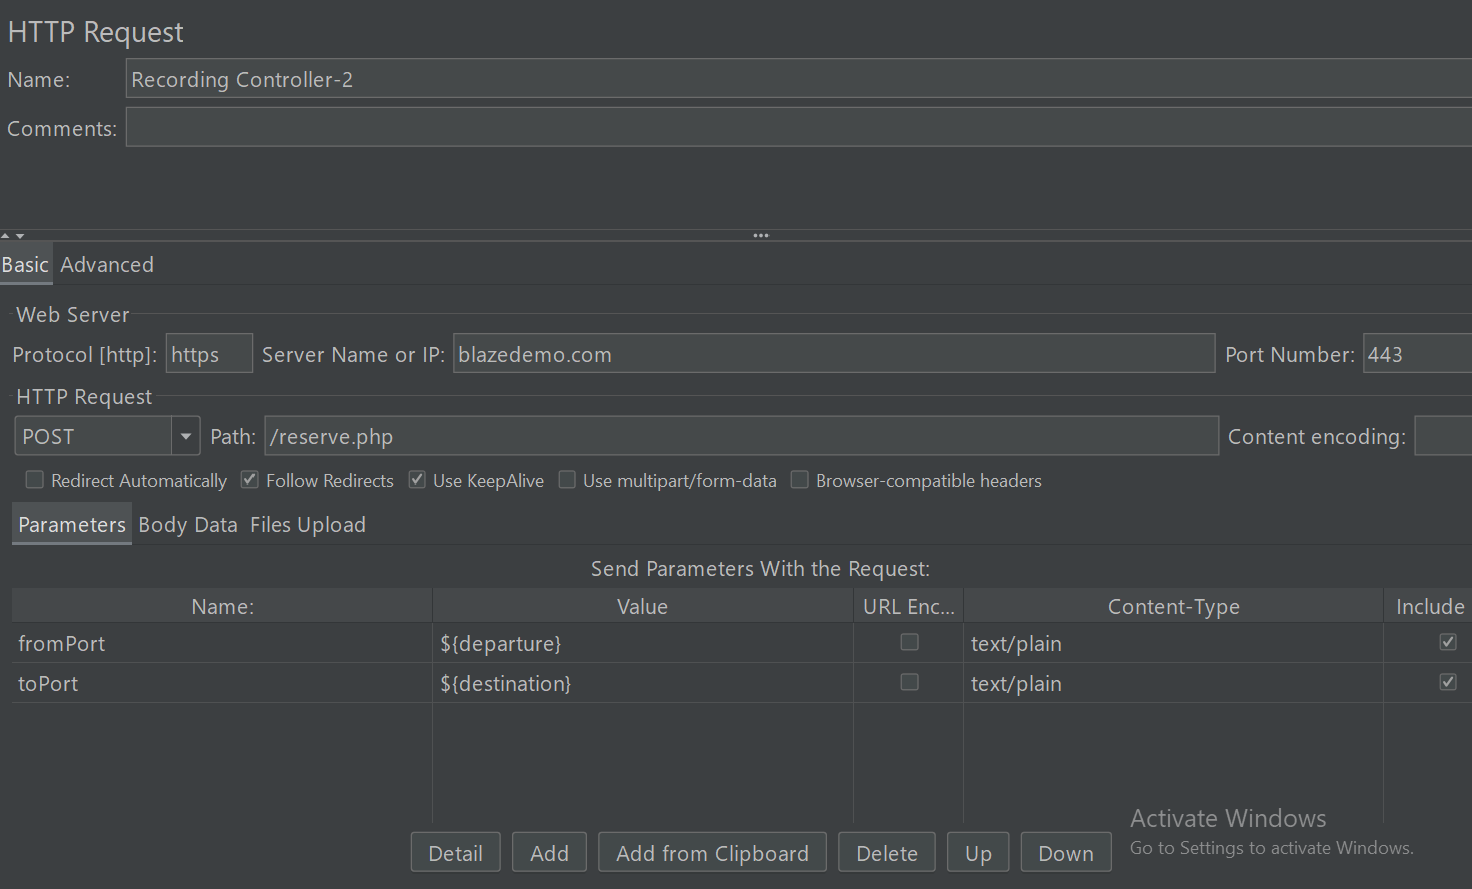 HTTP Request
Name: Recording Controller-2
Comments:
Basic Advanced
Web Server
Protocol [http]: https Server Name or IP: blazedemo.com Port Number: 443
HTTP Request
POST Path: /reserve.php Content encoding:
Redirect Automatically Follow Redirects Use KeepAlive Use multipart/form-data Browser-compatible headers
Parameters Body Data Files Upload
Send Parameters With the Request:
Name: Value URL Enc... Content-Type Include
fromPort ${departure} text/plain
toPort ${destination} text/plain
Activate Windows
Go to Settings to activate Windows.
Detail Add Add from Clipboard Delete Up Down